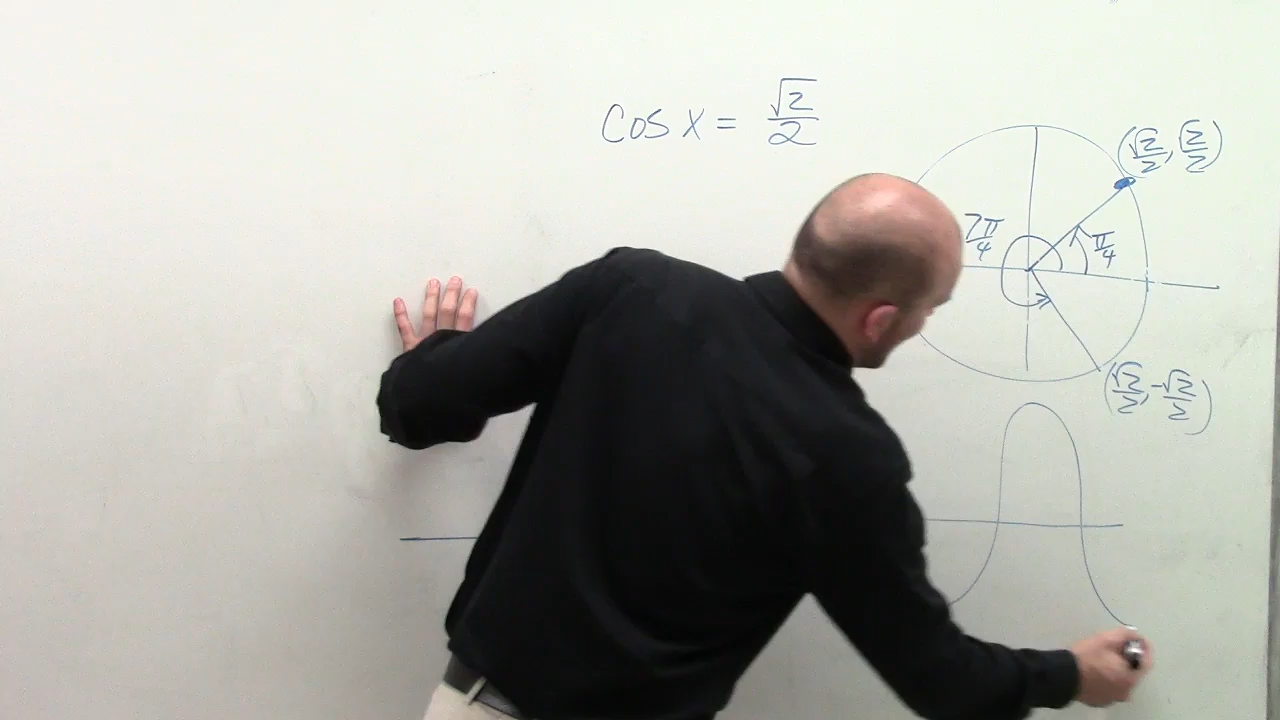 cos x = √2/2
(√2/2, √2/2)
7π/4
π/4
(√2/2, -√2/2)